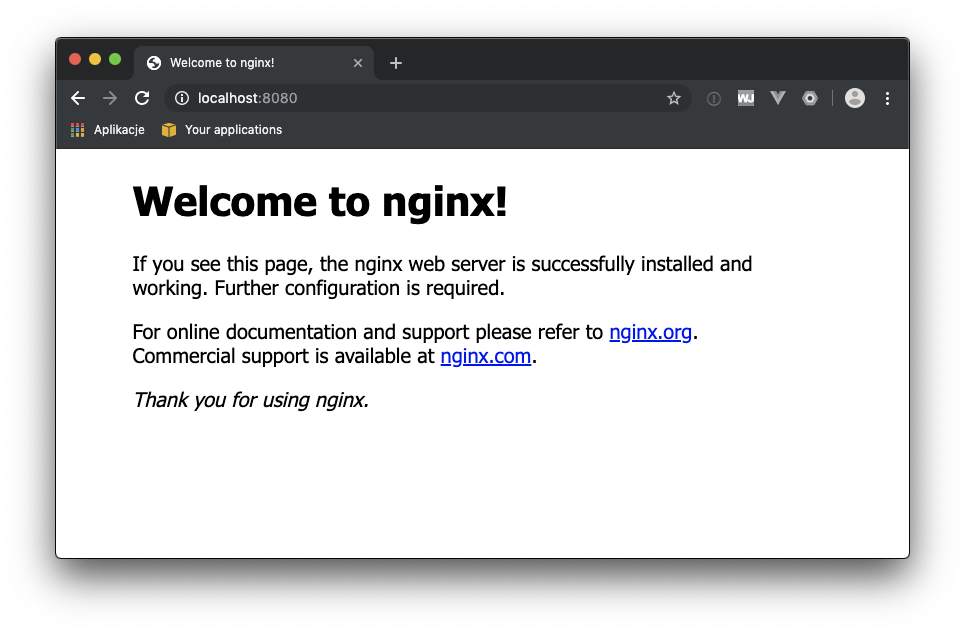 Welcome to nginx!
localhost:8080
WJ
Aplikacje
Your applications
Welcome to nginx!
If you see this page, the nginx web server is successfully installed and
working. Further configuration is required.
For online documentation and support please refer to nginx.org.
Commercial support is available at nginx.com.
Thank you for using nginx.